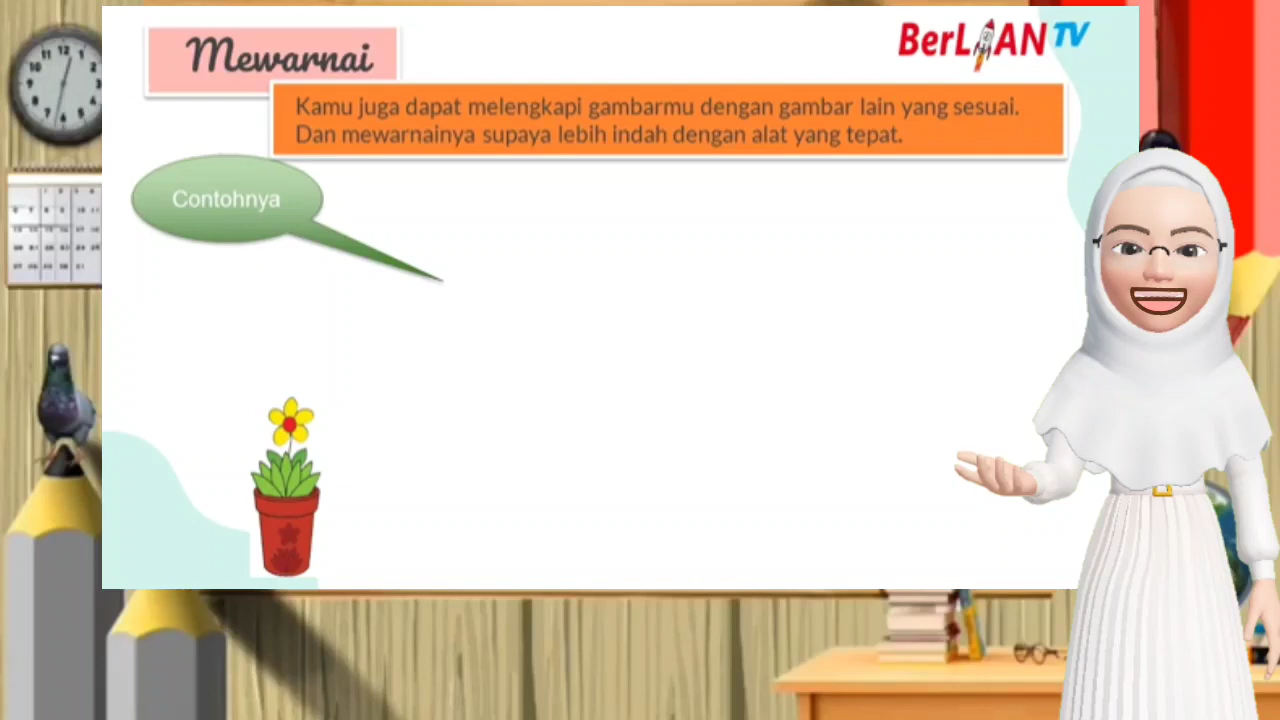 Mewarnai
BerLIAN TV
Kamu juga dapat melengkapi gambarmu dengan gambar lain yang sesuai.
Dan mewarnainya supaya lebih indah dengan alat yang tepat.
Contohnya